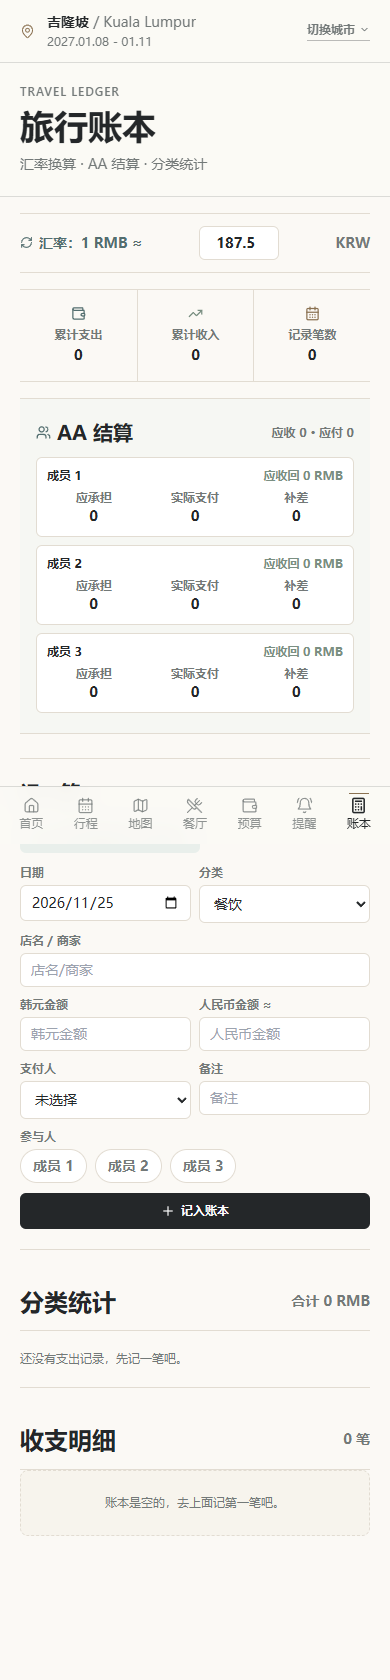 吉隆坡 / Kuala Lumpur
2027.01.08 - 01.11
切换城市
TRAVEL LEDGER
旅行账本
汇率换算 · AA 结算 · 分类统计
汇率：1 RMB ≈ 187.5 KRW
累计支出 累计收入 记录笔数
0 0 0
AA 结算 应收 0 • 应付 0
成员 1 应收回 0 RMB
应承担 实际支付 补差
0 0 0
成员 2 应收回 0 RMB
应承担 实际支付 补差
0 0 0
成员 3 应收回 0 RMB
应承担 实际支付 补差
0 0 0
首页 行程 地图 餐厅 预算 提醒 账本
日期 分类
2026/11/25 餐饮
店名 / 商家
店名/商家
韩元金额 人民币金额 ≈
韩元金额 人民币金额
支付人 备注
未选择 备注
参与人
成员 1 成员 2 成员 3
记入账本
分类统计 合计 0 RMB
还没有支出记录，先记一笔吧。
收支明细 0 笔
账本是空的，去上面记第一笔吧。